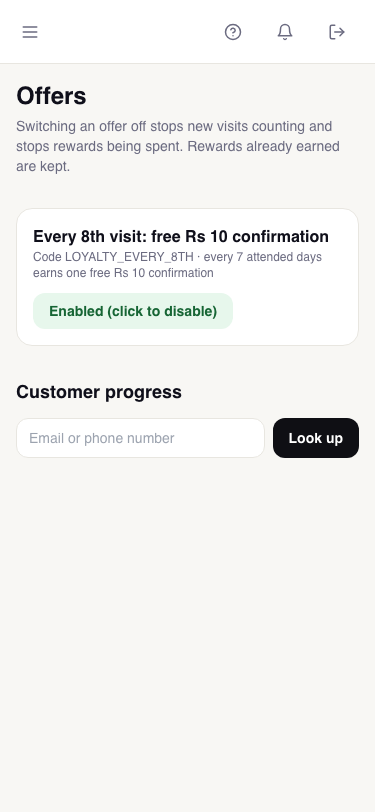 Offers
Switching an offer off stops new visits counting and
stops rewards being spent. Rewards already earned
are kept.
Every 8th visit: free Rs 10 confirmation
Code LOYALTY_EVERY_8TH · every 7 attended days
earns one free Rs 10 confirmation
Enabled (click to disable)
Customer progress
Email or phone number
Look up